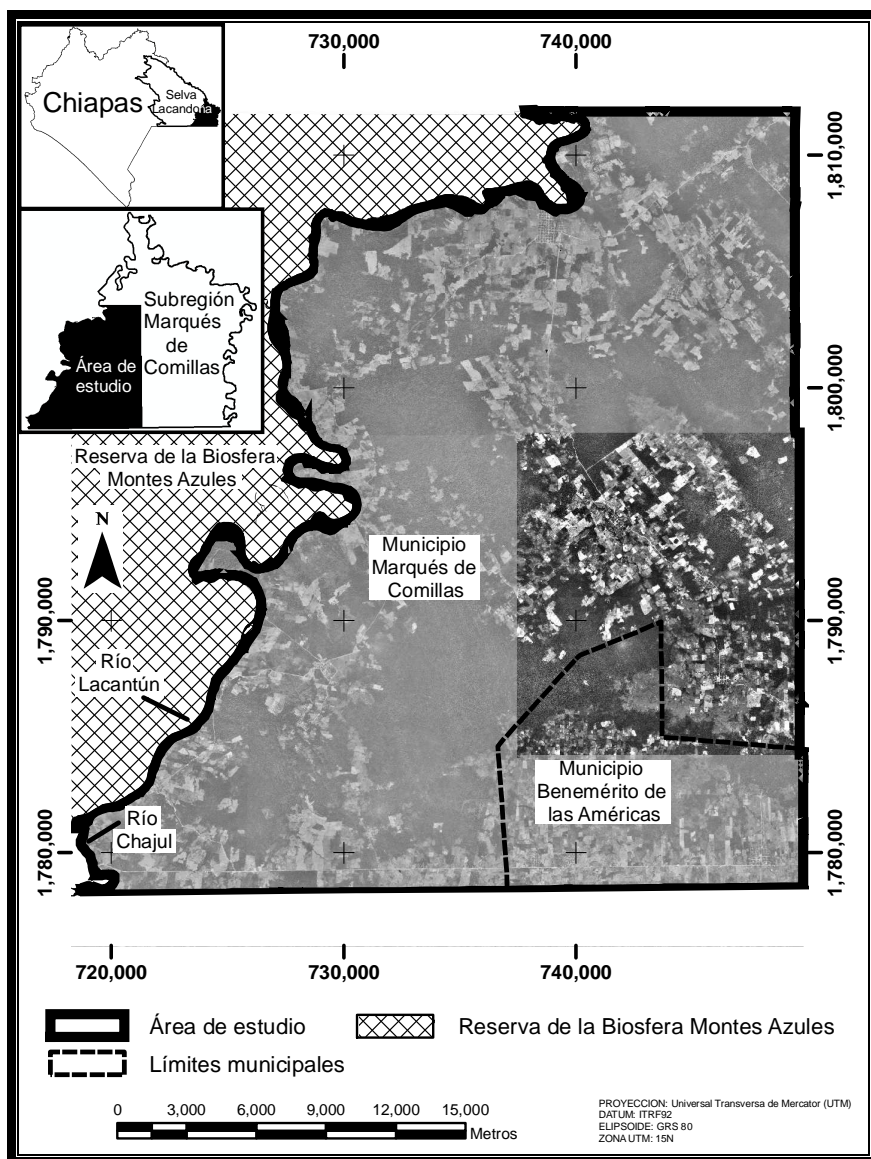 730,000
740,000
Chiapas
Selva
Lacandona
Subregión
Marqués
de
Comillas
Área de
estudio
1,810,000
1,800,000
1,790,000
1,780,000
Reserva de la Biosfera
Montes Azules
N
Municipio
Marqués de
Comillas
1,790,000
1,780,000
Río
Lacantún
Río
Chajul
Municipio
Benemérito de
las Américas
720,000
730,000
740,000
Área de estudio
Reserva de la Biosfera Montes Azules
Límites municipales
0 3,000 6,000 9,000 12,000 15,000
Metros
PROYECCION: Universal Transversa de Mercator (UTM)
DATUM: ITRF92
ELIPSOIDE: GRS 80
ZONA UTM: 15N